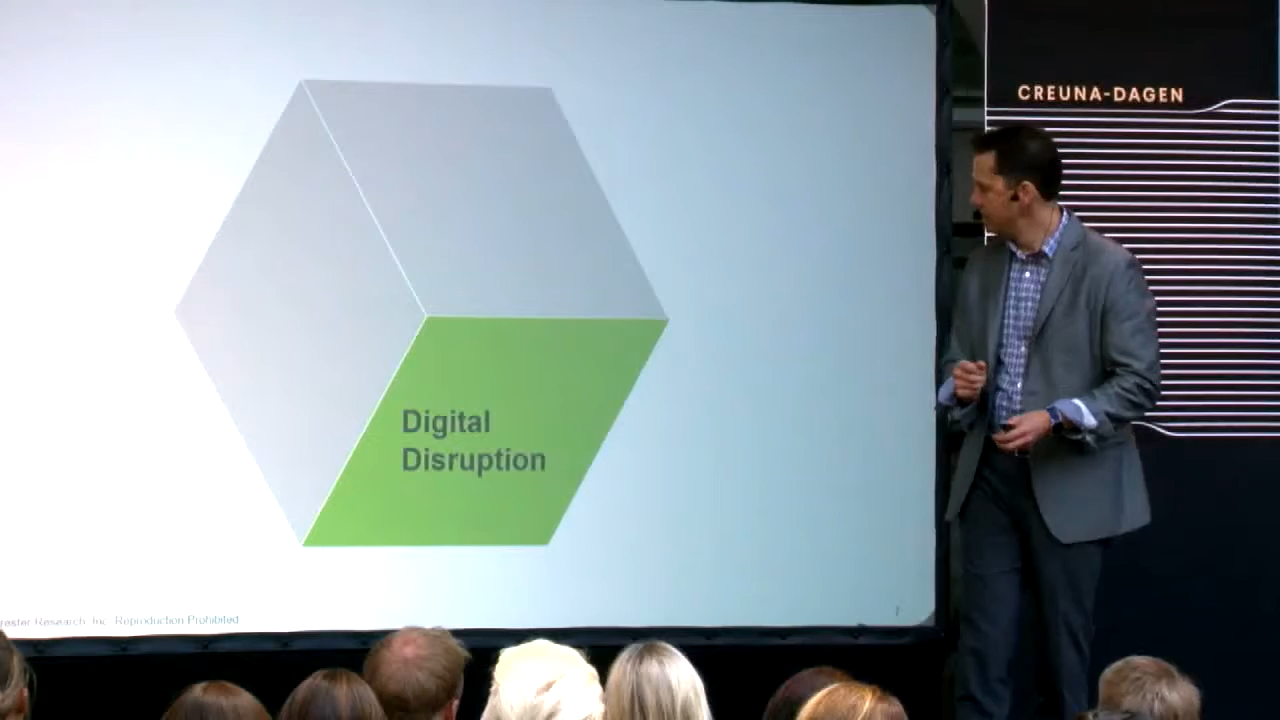 CREUNA-DAGEN
Digital
Disruption
Research, Inc. Reproduction Prohibited